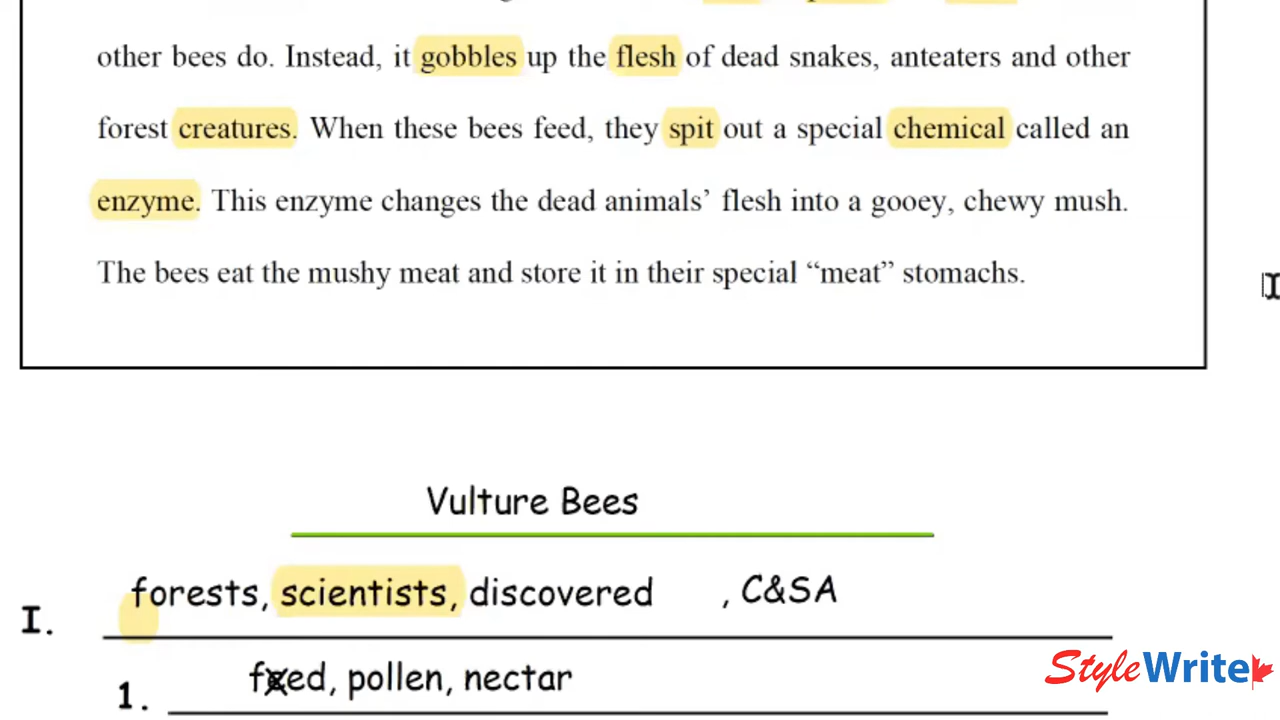 other bees do. Instead, it gobbles up the flesh of dead snakes, anteaters and other
forest creatures. When these bees feed, they spit out a special chemical called an
enzyme. This enzyme changes the dead animals’ flesh into a gooey, chewy mush.
The bees eat the mushy meat and store it in their special “meat” stomachs.
Vulture Bees
I. forests, scientists, discovered , C&SA
1. feed, pollen, nectar
StyleWrite